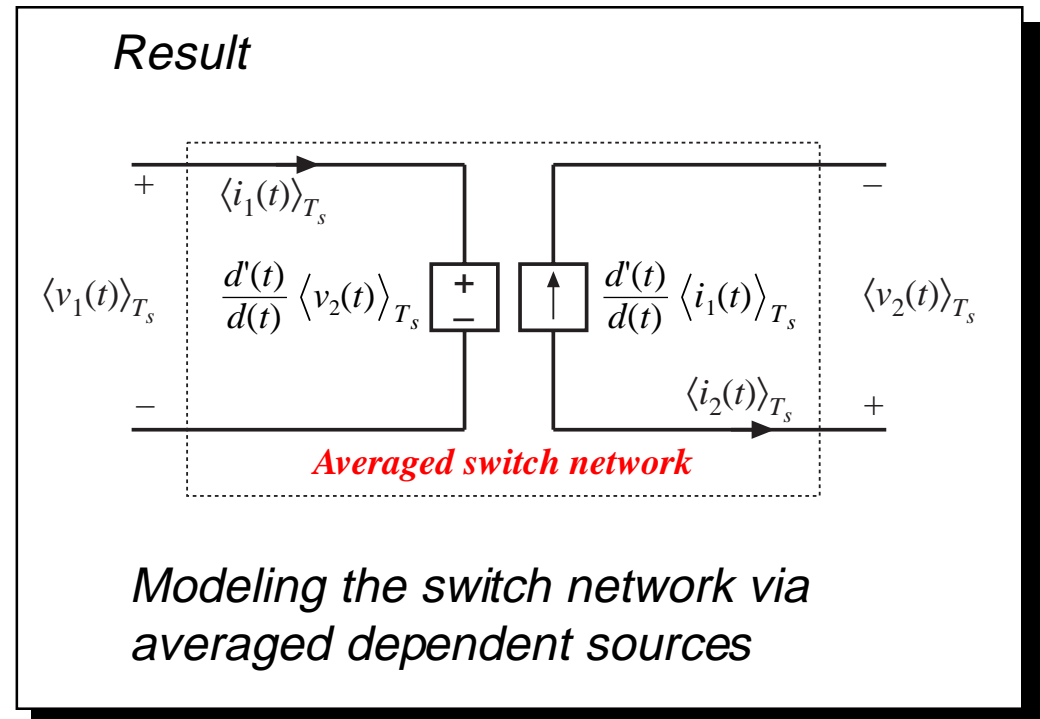 Result
+
⟨i₁(t)⟩Tₛ
–
⟨v₁(t)⟩Tₛ
d'(t)/d(t) ⟨v₂(t)⟩Tₛ
+
–
d'(t)/d(t) ⟨i₁(t)⟩Tₛ
⟨v₂(t)⟩Tₛ
–
⟨i₂(t)⟩Tₛ
+
Averaged switch network
Modeling the switch network via
averaged dependent sources